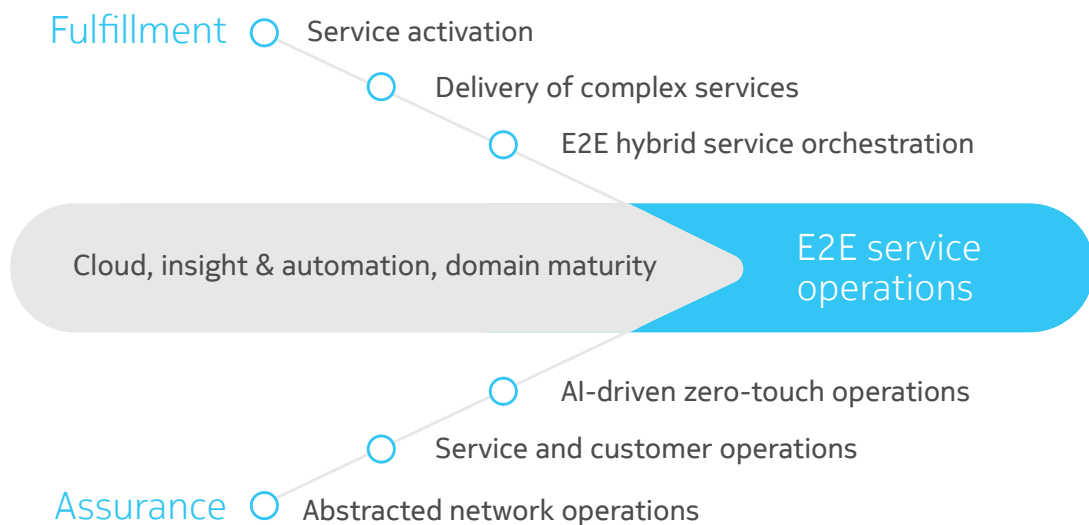 Fulfillment
Service activation
Delivery of complex services
E2E hybrid service orchestration
Cloud, insight & automation, domain maturity
E2E service
operations
AI-driven zero-touch operations
Service and customer operations
Assurance
Abstracted network operations